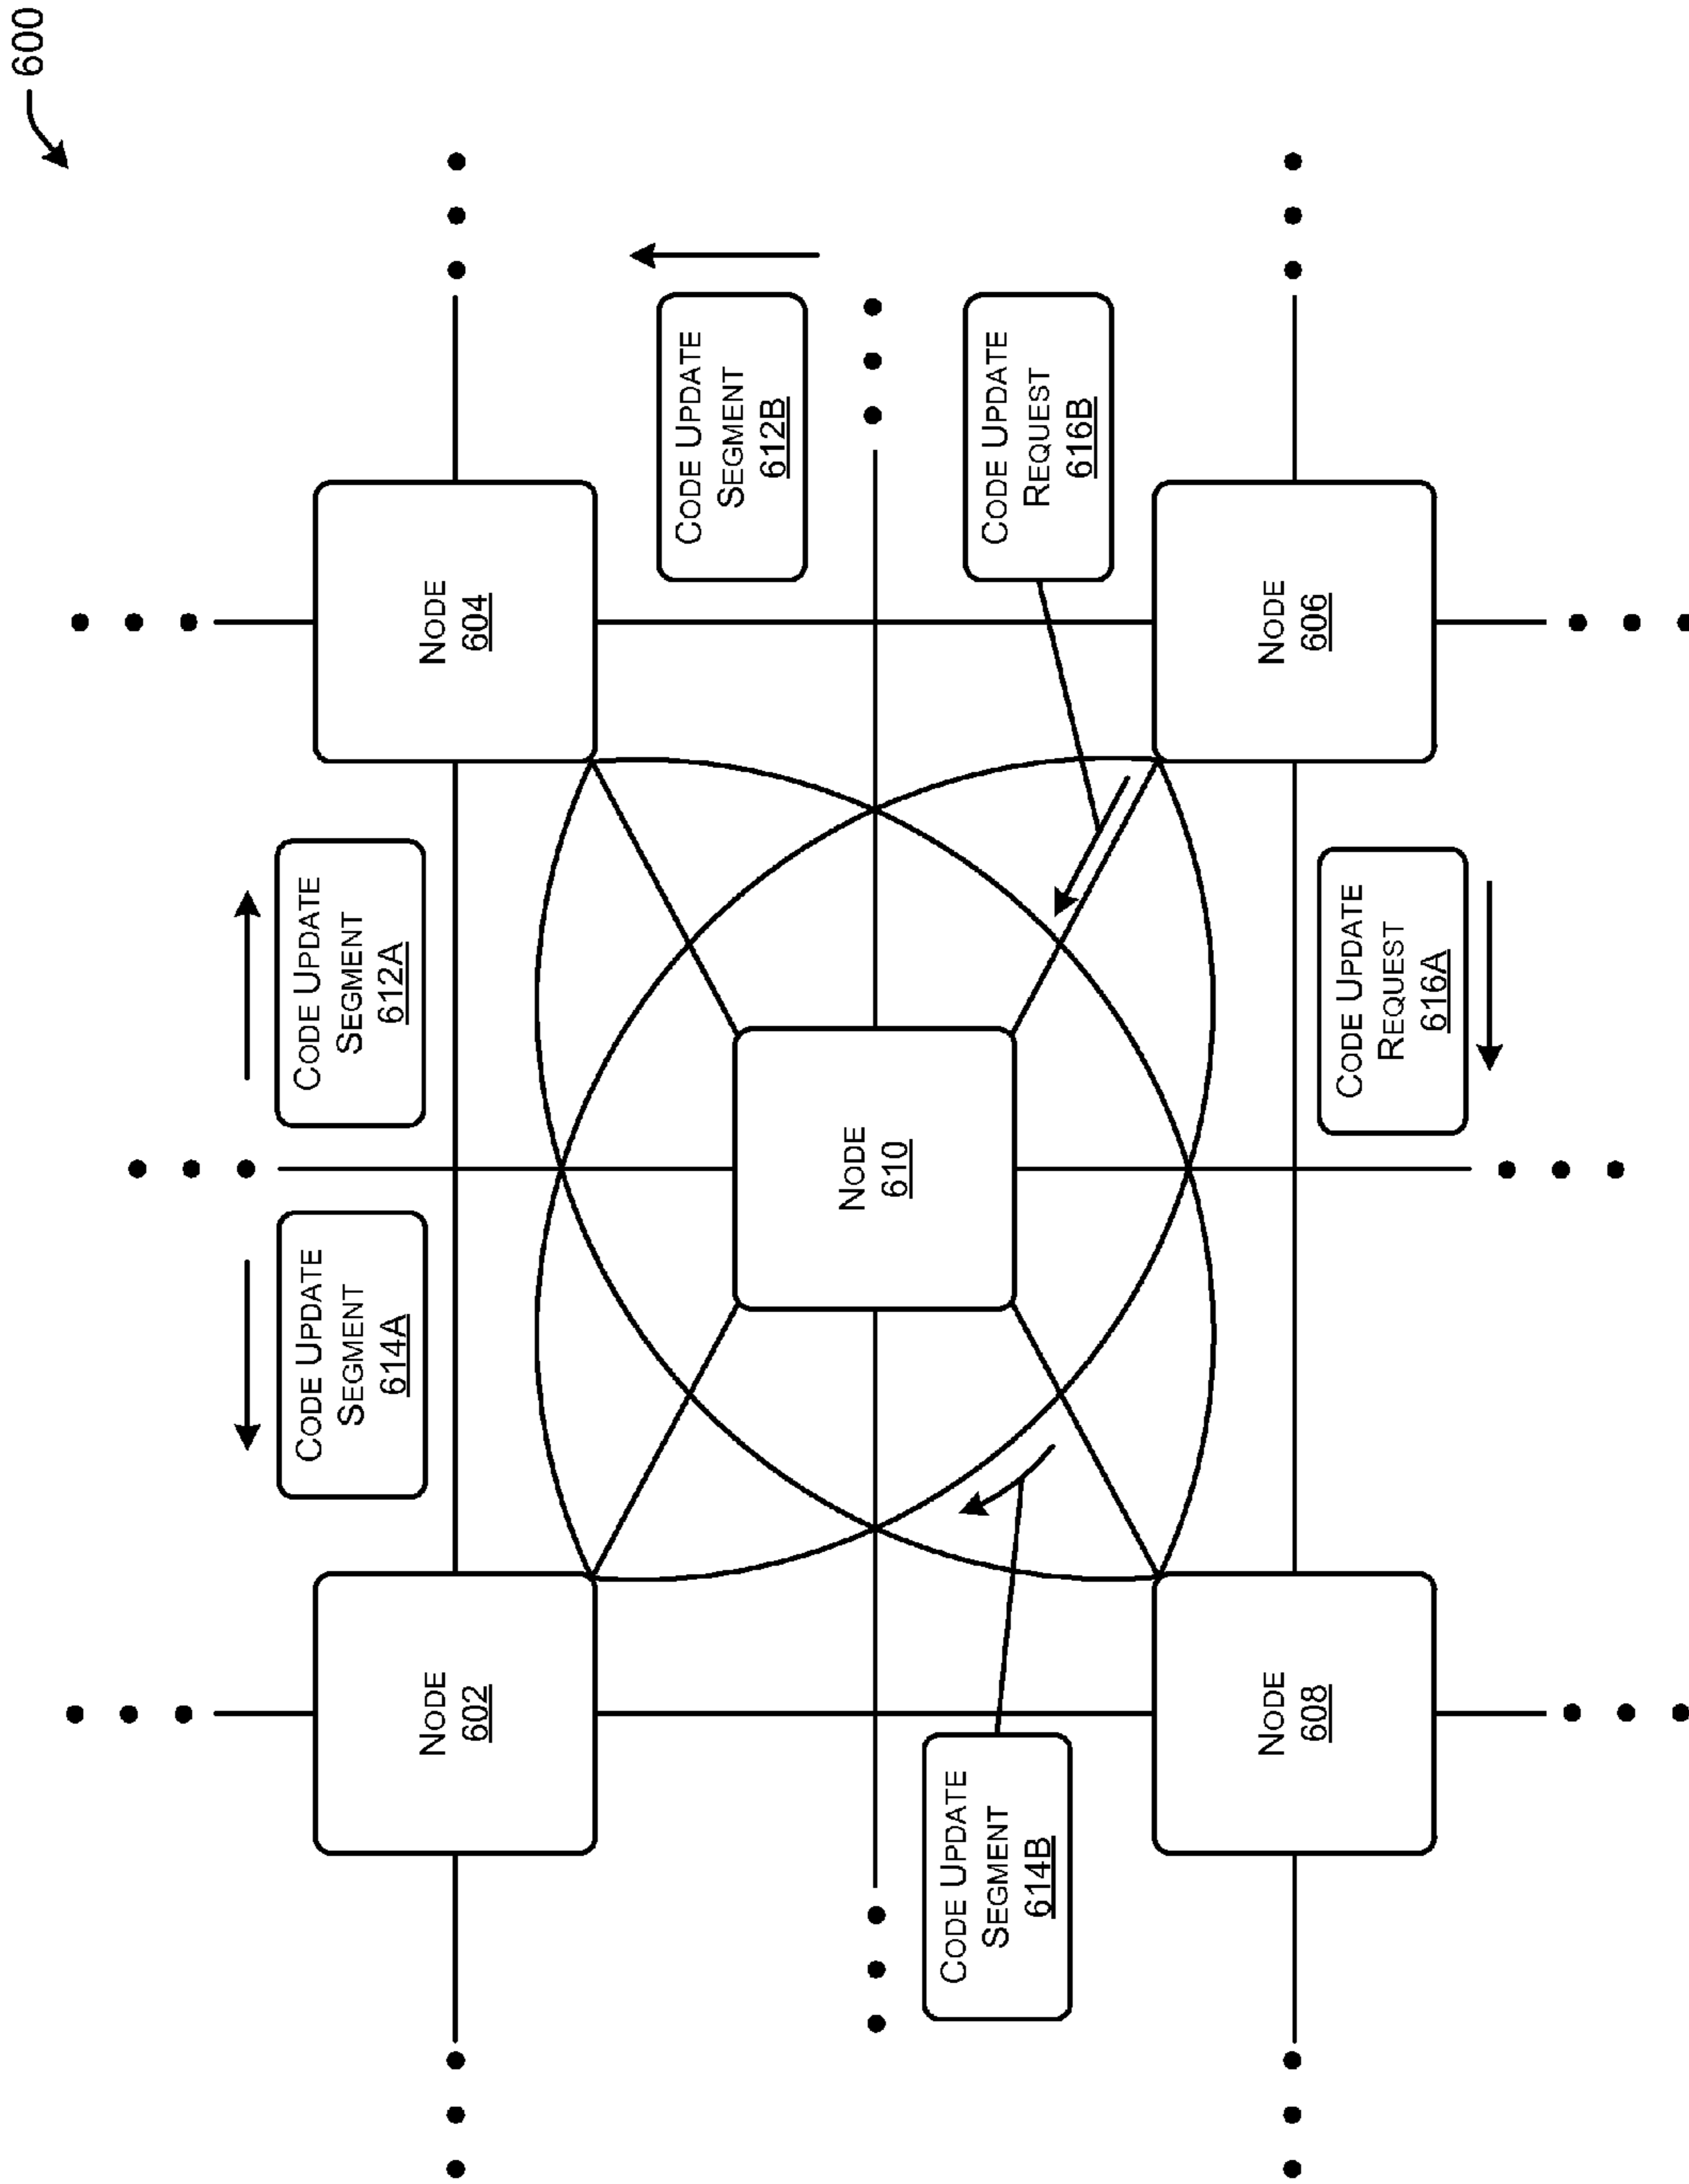 600
NODE
602
NODE
604
NODE
606
NODE
608
NODE
610
CODE UPDATE
SEGMENT
614A
CODE UPDATE
SEGMENT
612A
CODE UPDATE
SEGMENT
612B
CODE UPDATE
REQUEST
616B
CODE UPDATE
REQUEST
616A
CODE UPDATE
SEGMENT
614B